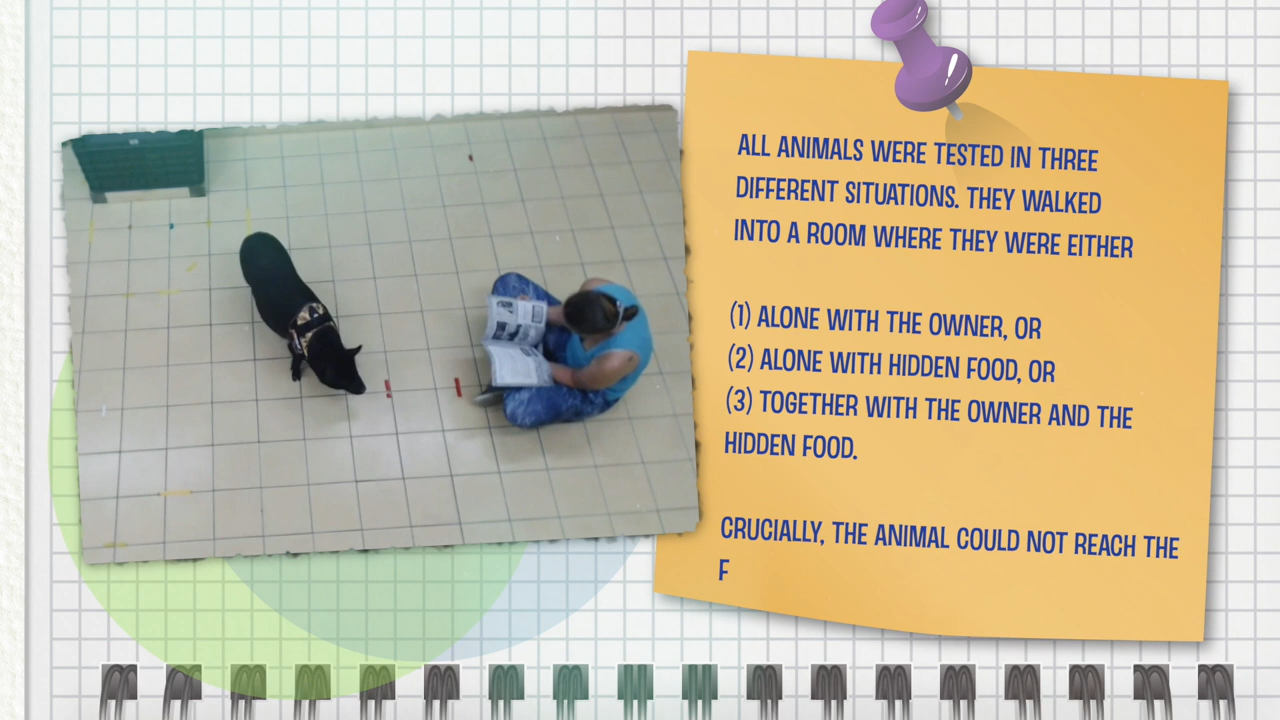 ALL ANIMALS WERE TESTED IN THREE
DIFFERENT SITUATIONS. THEY WALKED
INTO A ROOM WHERE THEY WERE EITHER
(1) ALONE WITH THE OWNER, OR
(2) ALONE WITH HIDDEN FOOD, OR
(3) TOGETHER WITH THE OWNER AND THE
HIDDEN FOOD.
CRUCIALLY, THE ANIMAL COULD NOT REACH THE
F